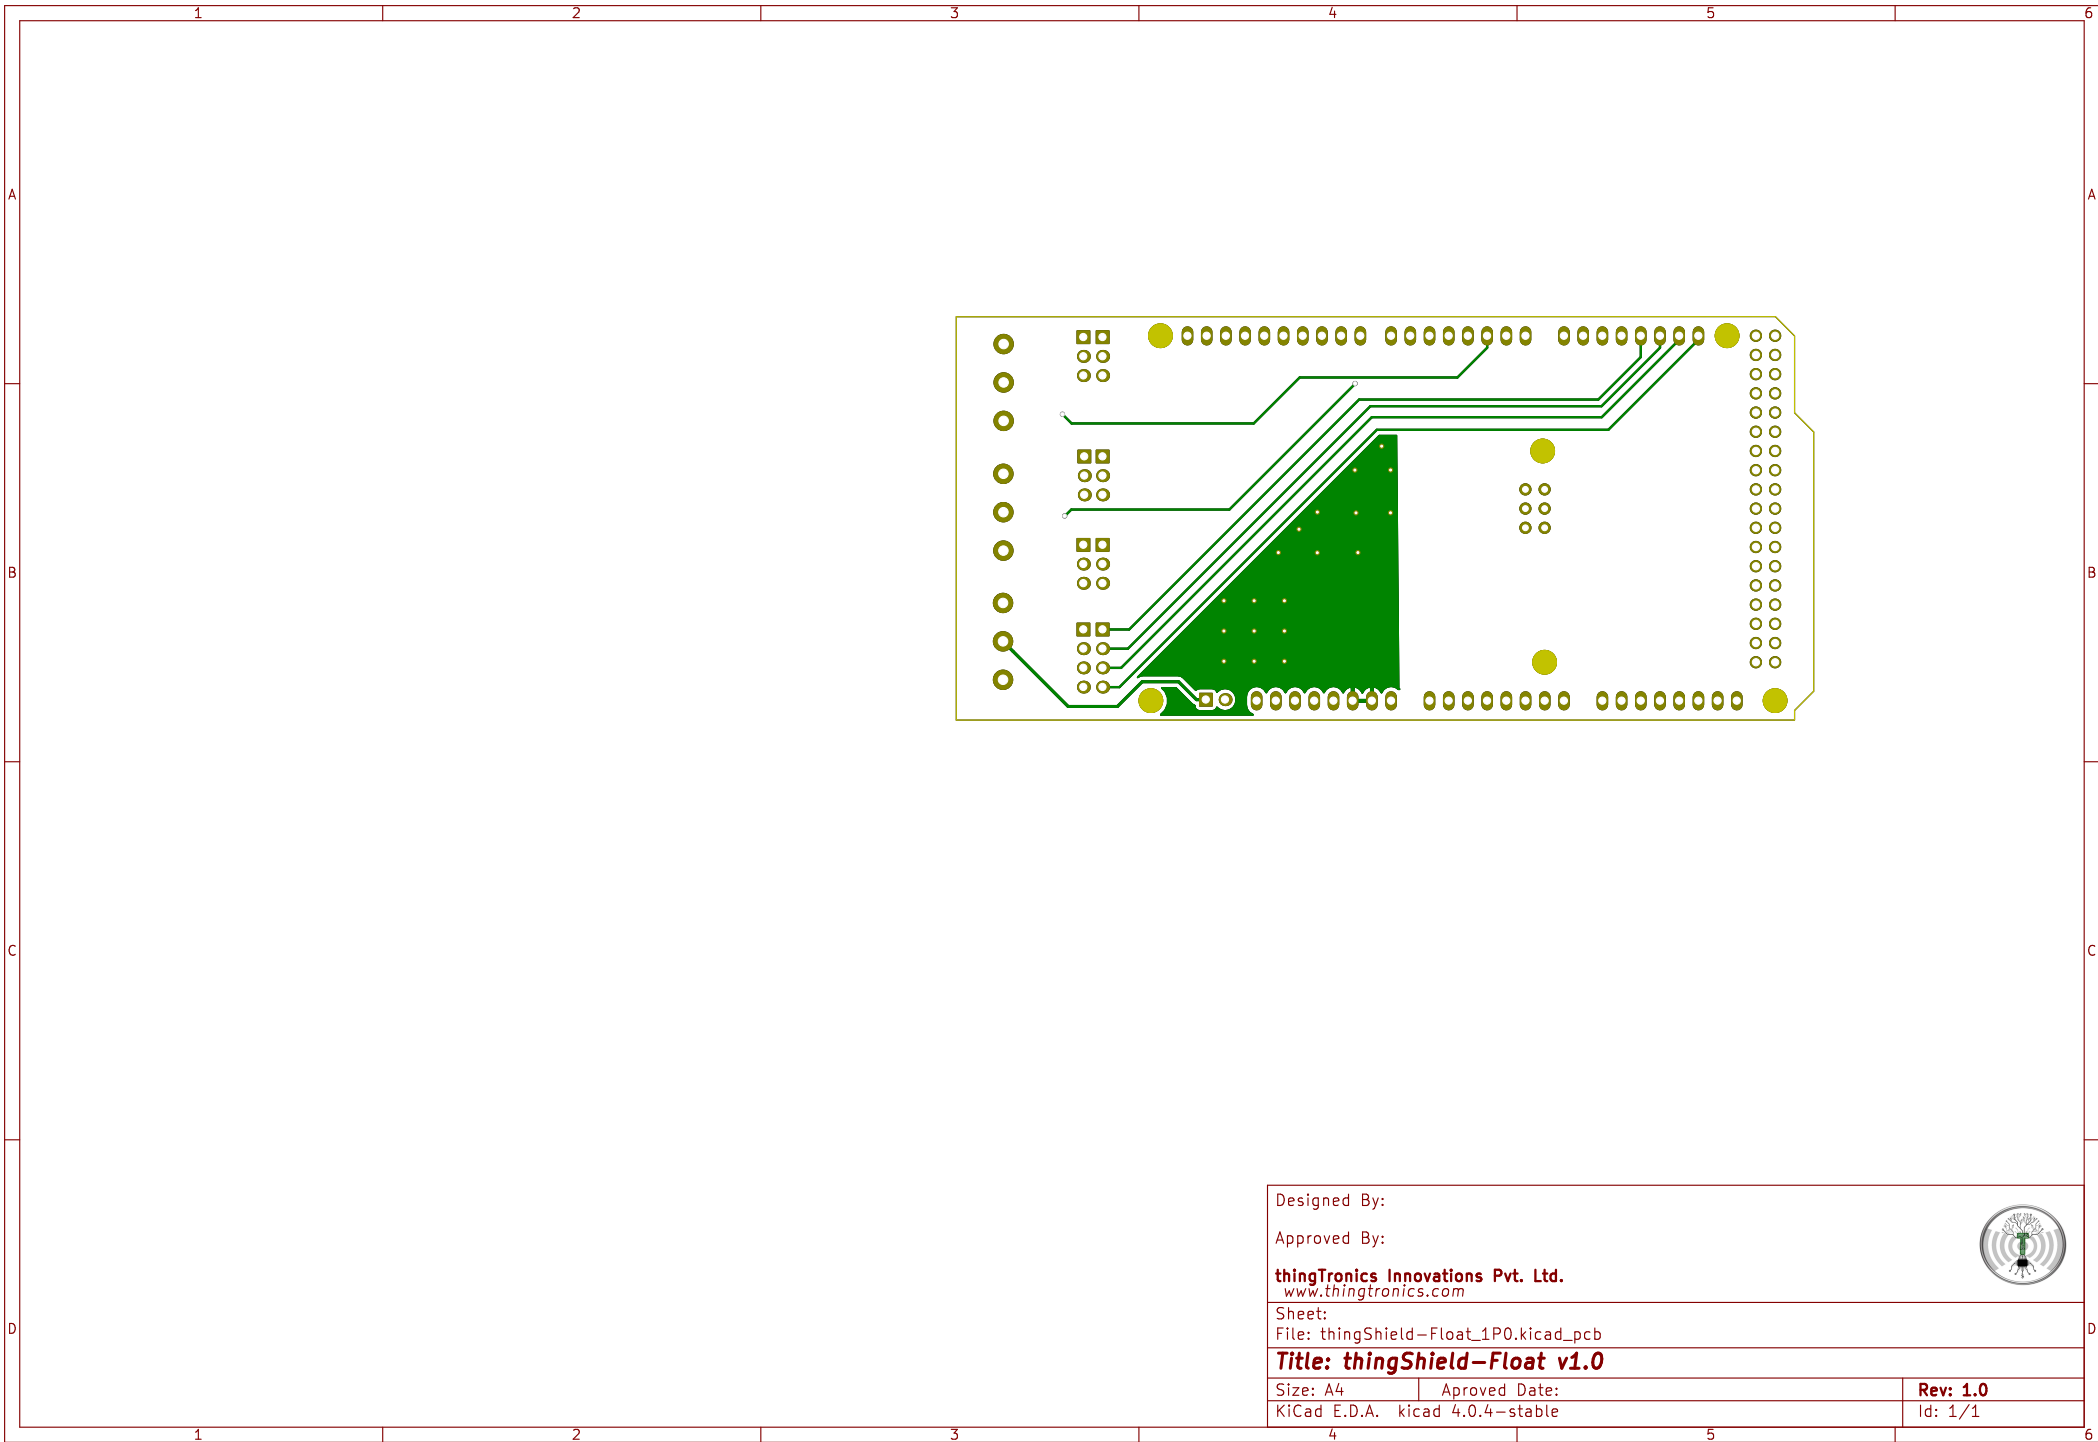 1 2 3 4 5 6
A A
B B
C C
D D
Designed By:
Approved By:
thingTronics Innovations Pvt. Ltd.
www.thingtronics.com
Sheet:
File: thingShield-Float_1P0.kicad_pcb
Title: thingShield-Float v1.0
Size: A4 Aproved Date: Rev: 1.0
KiCad E.D.A. kicad 4.0.4-stable Id: 1/1
1 2 3 4 5 6